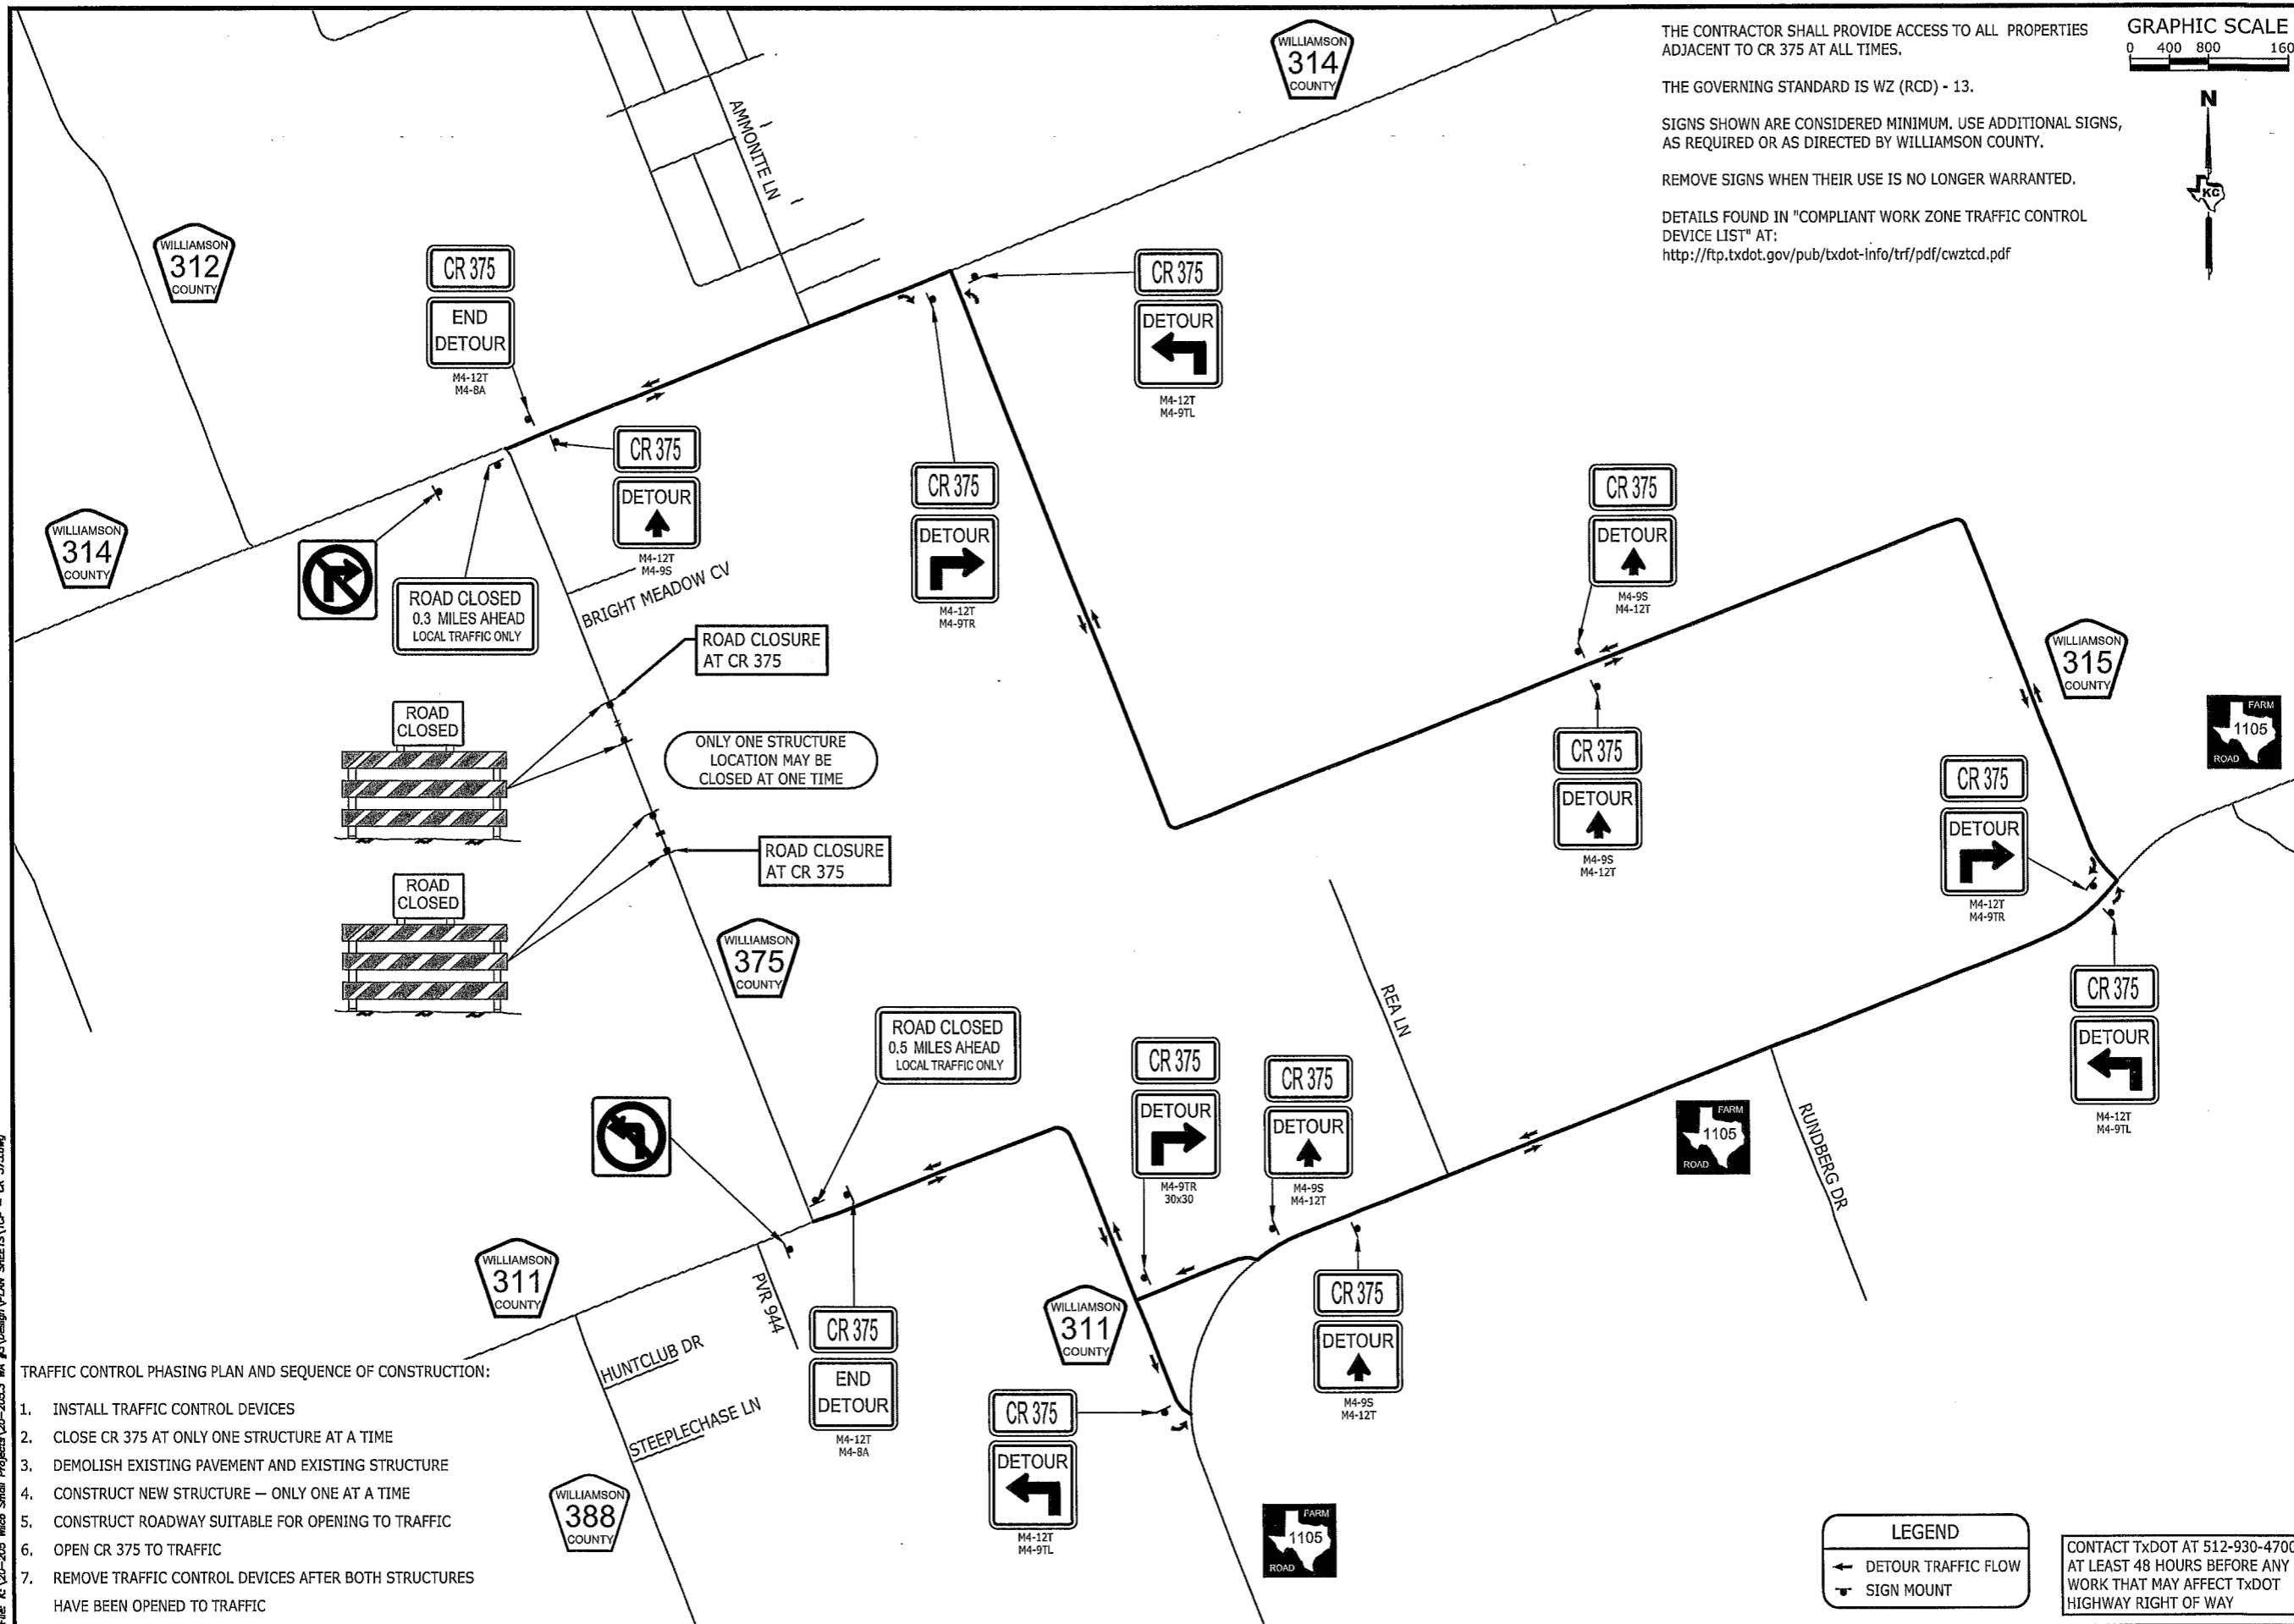 THE CONTRACTOR SHALL PROVIDE ACCESS TO ALL PROPERTIES
ADJACENT TO CR 375 AT ALL TIMES.
THE GOVERNING STANDARD IS WZ (RCD) - 13.
SIGNS SHOWN ARE CONSIDERED MINIMUM. USE ADDITIONAL SIGNS,
AS REQUIRED OR AS DIRECTED BY WILLIAMSON COUNTY.
REMOVE SIGNS WHEN THEIR USE IS NO LONGER WARRANTED.
DETAILS FOUND IN "COMPLIANT WORK ZONE TRAFFIC CONTROL
DEVICE LIST" AT:
http://ftp.txdot.gov/pub/txdot-info/trf/pdf/cwztcd.pdf
GRAPHIC SCALE
0 400 800 160
N
KC
WILLIAMSON
314
COUNTY
AMMONITE LN
WILLIAMSON
312
COUNTY
CR 375
END
DETOUR
M4-12T
M4-8A
CR 375
DETOUR
M4-12T
M4-9TL
CR 375
DETOUR
M4-12T
M4-9S
CR 375
DETOUR
M4-12T
M4-9TR
CR 375
DETOUR
M4-9S
M4-12T
WILLIAMSON
314
COUNTY
ROAD CLOSED
0.3 MILES AHEAD
LOCAL TRAFFIC ONLY
BRIGHT MEADOW CV
ROAD CLOSURE
AT CR 375
WILLIAMSON
315
COUNTY
FARM
1105
ROAD
ROAD
CLOSED
ONLY ONE STRUCTURE
LOCATION MAY BE
CLOSED AT ONE TIME
CR 375
DETOUR
M4-9S
M4-12T
CR 375
DETOUR
M4-12T
M4-9TR
ROAD CLOSURE
AT CR 375
ROAD
CLOSED
WILLIAMSON
375
COUNTY
REA LN
CR 375
DETOUR
M4-12T
M4-9TL
ROAD CLOSED
0.5 MILES AHEAD
LOCAL TRAFFIC ONLY
CR 375
DETOUR
M4-9TR
30x30
CR 375
DETOUR
M4-9S
M4-12T
FARM
1105
ROAD
RUNDBERG DR
WILLIAMSON
311
COUNTY
PVR 944
CR 375
END
DETOUR
M4-12T
M4-8A
WILLIAMSON
311
COUNTY
CR 375
DETOUR
M4-9S
M4-12T
HUNTCLUB DR
STEEPLECHASE LN
CR 375
DETOUR
M4-12T
M4-9TL
WILLIAMSON
388
COUNTY
FARM
1105
ROAD
TRAFFIC CONTROL PHASING PLAN AND SEQUENCE OF CONSTRUCTION:
1. INSTALL TRAFFIC CONTROL DEVICES
2. CLOSE CR 375 AT ONLY ONE STRUCTURE AT A TIME
3. DEMOLISH EXISTING PAVEMENT AND EXISTING STRUCTURE
4. CONSTRUCT NEW STRUCTURE — ONLY ONE AT A TIME
5. CONSTRUCT ROADWAY SUITABLE FOR OPENING TO TRAFFIC
6. OPEN CR 375 TO TRAFFIC
7. REMOVE TRAFFIC CONTROL DEVICES AFTER BOTH STRUCTURES
HAVE BEEN OPENED TO TRAFFIC
LEGEND
DETOUR TRAFFIC FLOW
SIGN MOUNT
CONTACT TxDOT AT 512-930-4700
AT LEAST 48 HOURS BEFORE ANY
WORK THAT MAY AFFECT TxDOT
HIGHWAY RIGHT OF WAY